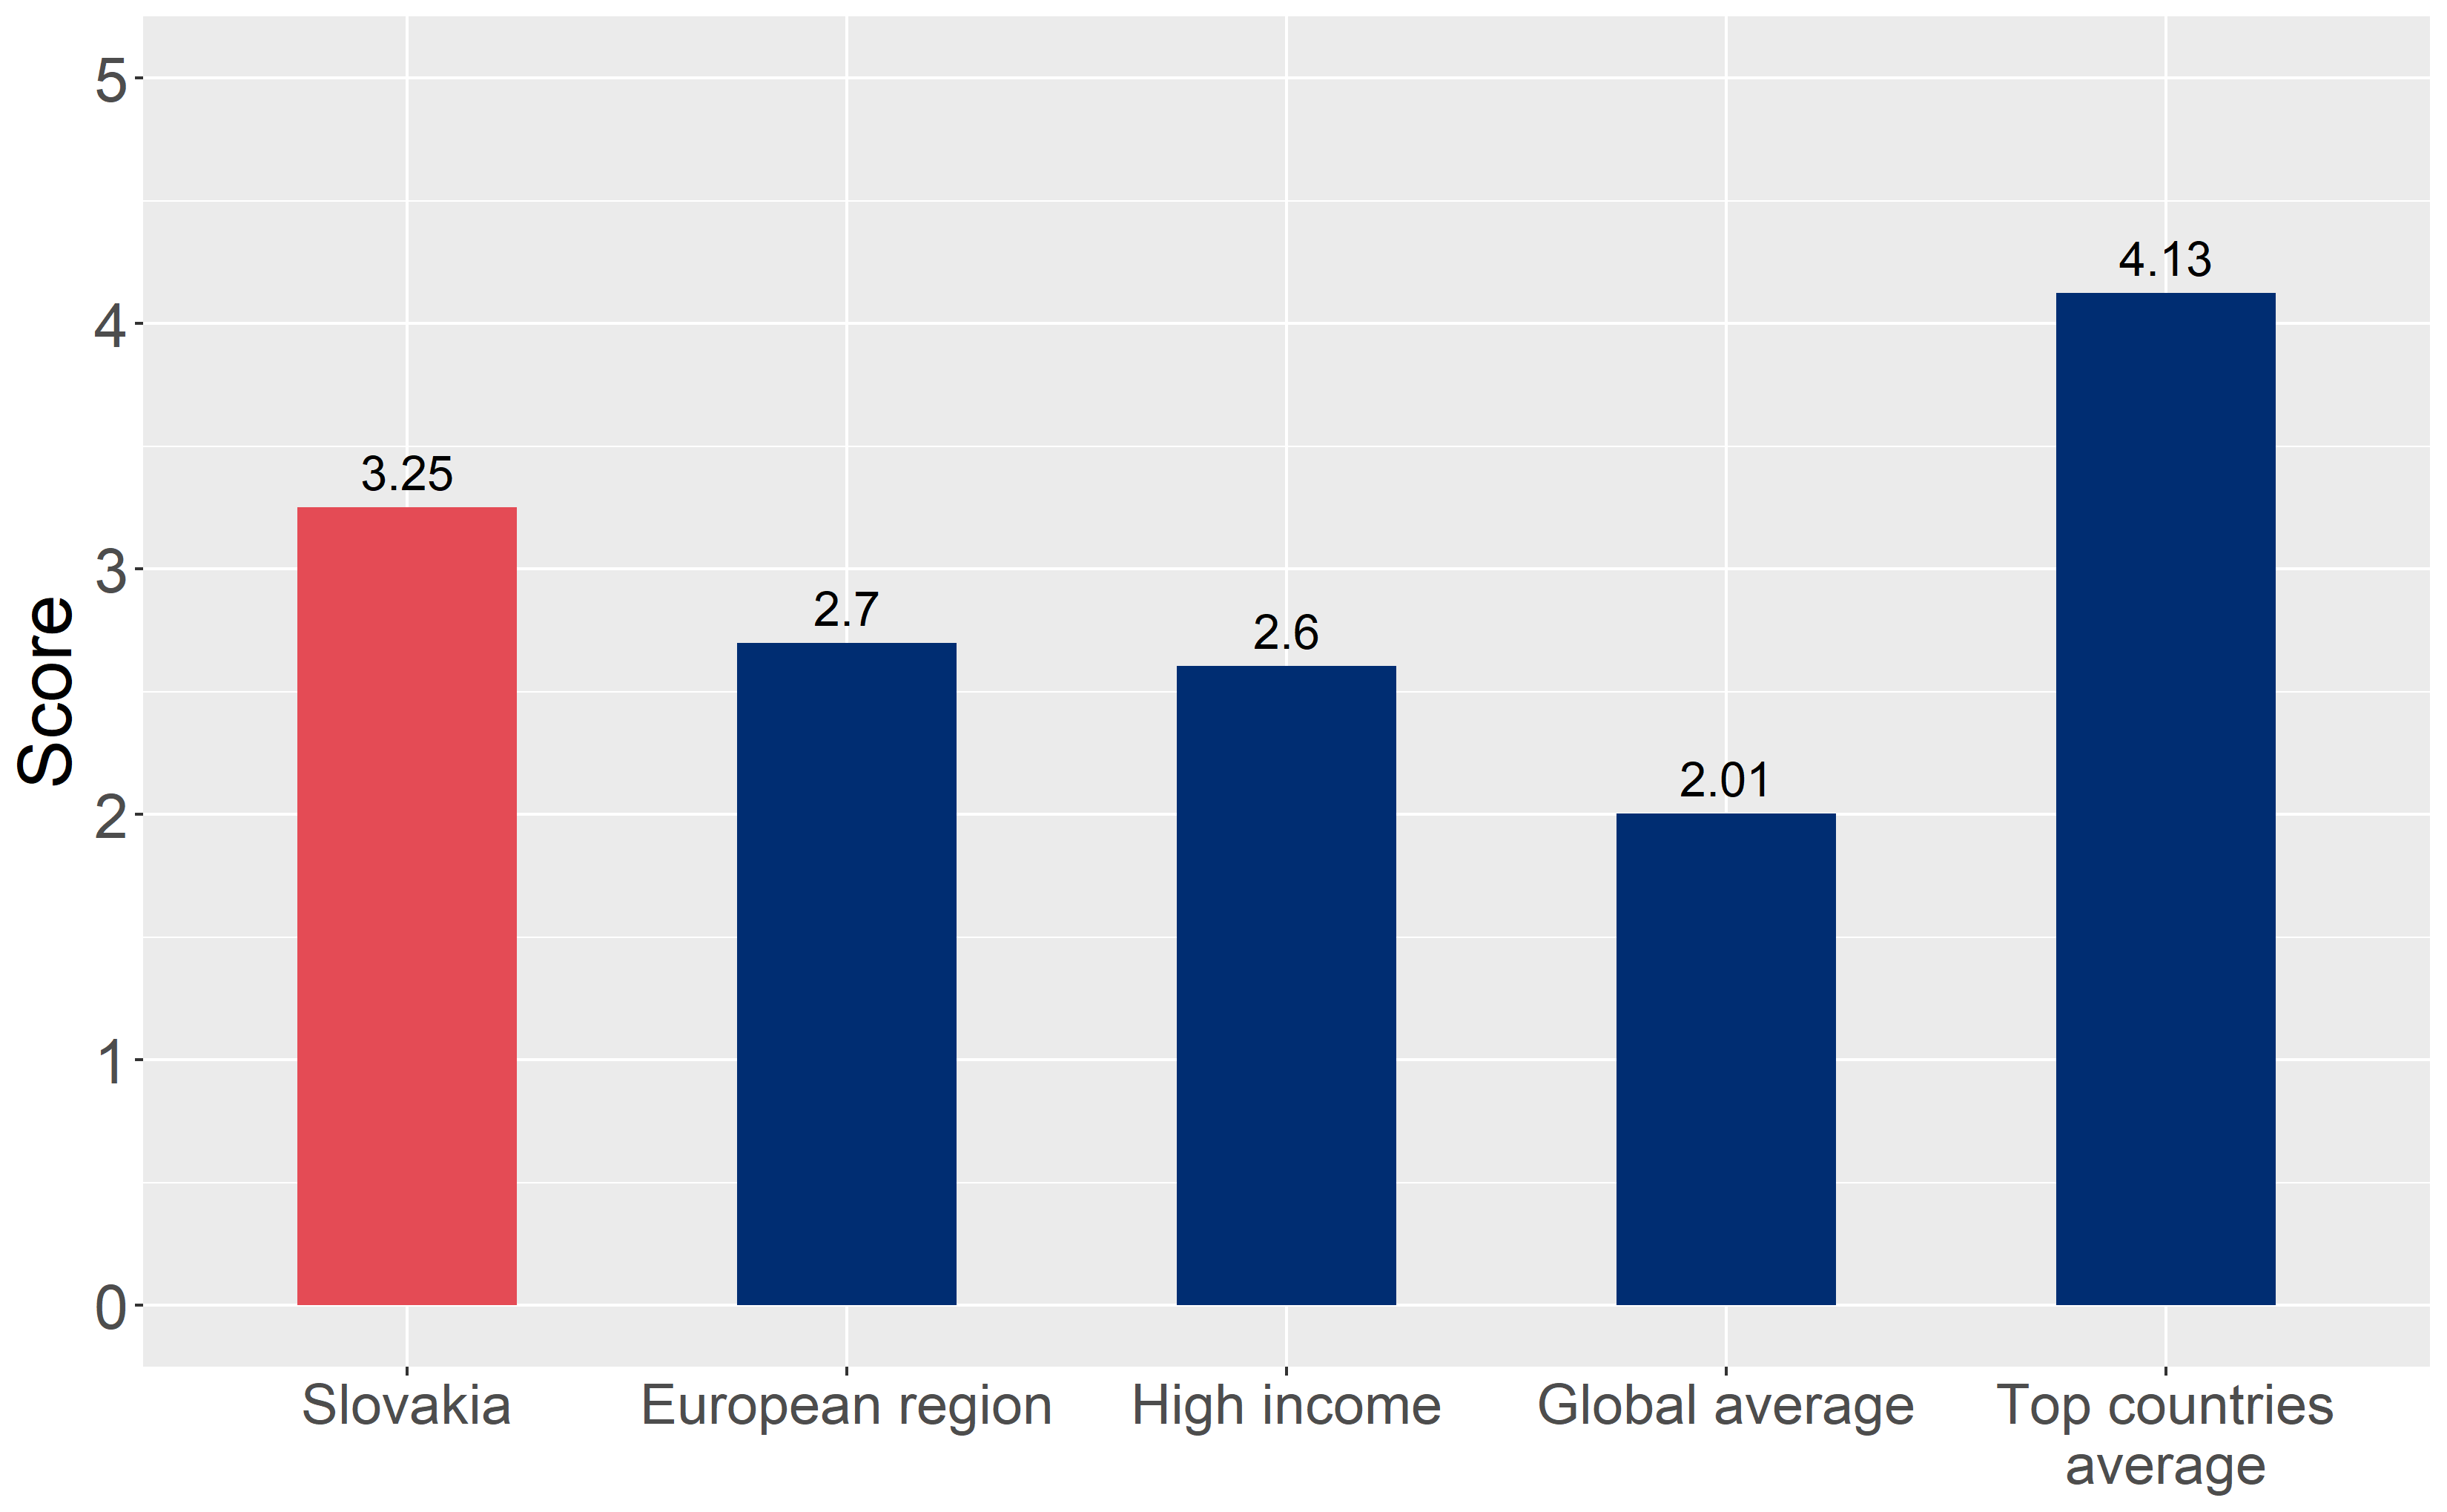 Score
5
4
3
2
1
0
3.25
2.7
2.6
2.01
4.13
Slovakia
European region
High income
Global average
Top countries
average